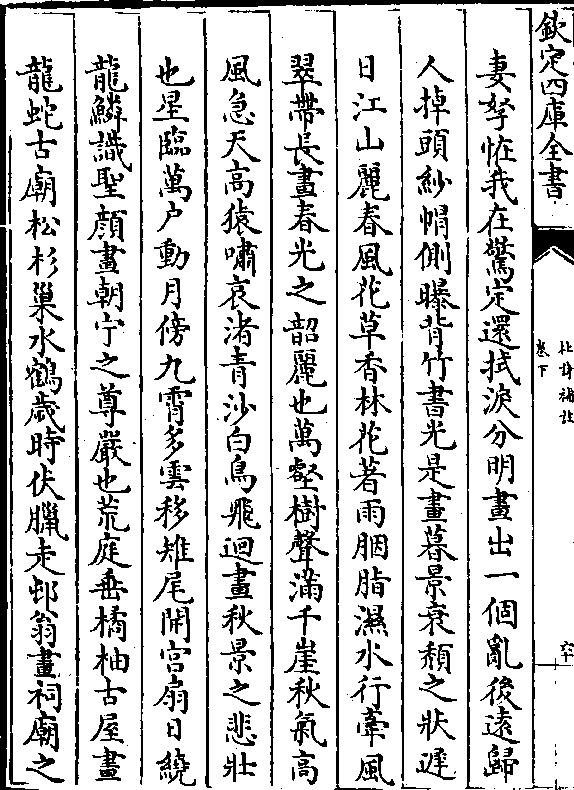 欽定四庫全書
杜詩補註
卷下
妻孥怪我在驚定還拭淚分明畫出一個亂後遠歸
人掉頭紗帽側曝背竹書光是畫暮景衰頹之狀遲
日江山麗春風花草香林花著雨胭脂濕水行牽風
翠帶長畫春光之韶麗也萬壑樹聲滿千崖秋氣高
風急天高猿嘯哀渚青沙白鳥飛迴畫秋景之悲壯
也星臨萬户動月傍九霄多雲移雉尾開宫扇日繞
龍鱗識聖顔畫朝宁之尊嚴也荒庭垂橘柚古屋畫
龍蛇古廟松杉巢水鶴歲時伏臘走邨翁畫祠廟之